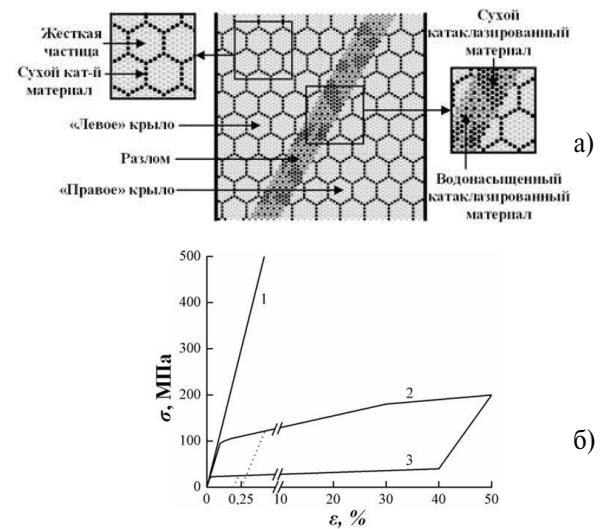 Жесткая
частица
Сухой кат-й
материал
«Левое» крыло
Разлом
«Правое» крыло
Сухой
катаклазированный
материал
Водонасыщенный
катаклазированный
материал
а)
σ, МПа
500
400
300
200
100
0
1
2
3
0 0,25 10 20 30 40 50
ε, %
б)